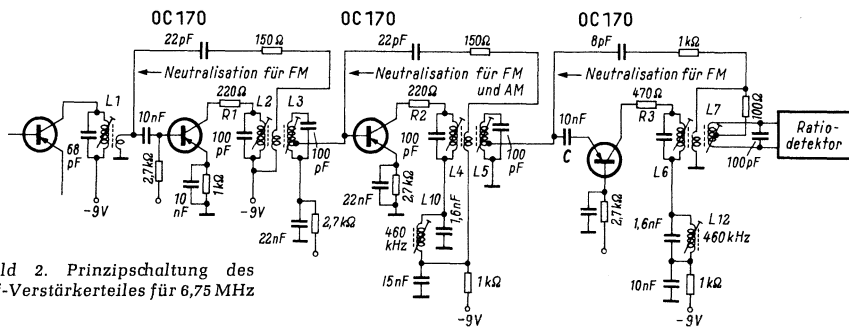 OC170 OC170
22pF 150Ω 22pF 150Ω 8pF 1kΩ
Neutralisation für FM Neutralisation für FM und AM Neutralisation für FM
L1 10nF 220Ω R1 L2 L3 220Ω R2 10nF C 470Ω R3 L7 100Ω
68 pF 2,7kΩ 100 pF 100 pF 100 pF 100 pF 100pF Ratio-
detektor
10 nF 1kΩ L4 L5 L6
-9V -9V 22nF 2,7kΩ 22nF 2,7kΩ L10 1,6nF 2,7kΩ 1,6nF L12
460 kHz 460kHz
15nF 1kΩ 10nF 1kΩ
-9V -9V
ld 2. Prinzipschaltung des
-Verstärkerteiles für 6,75 MHz